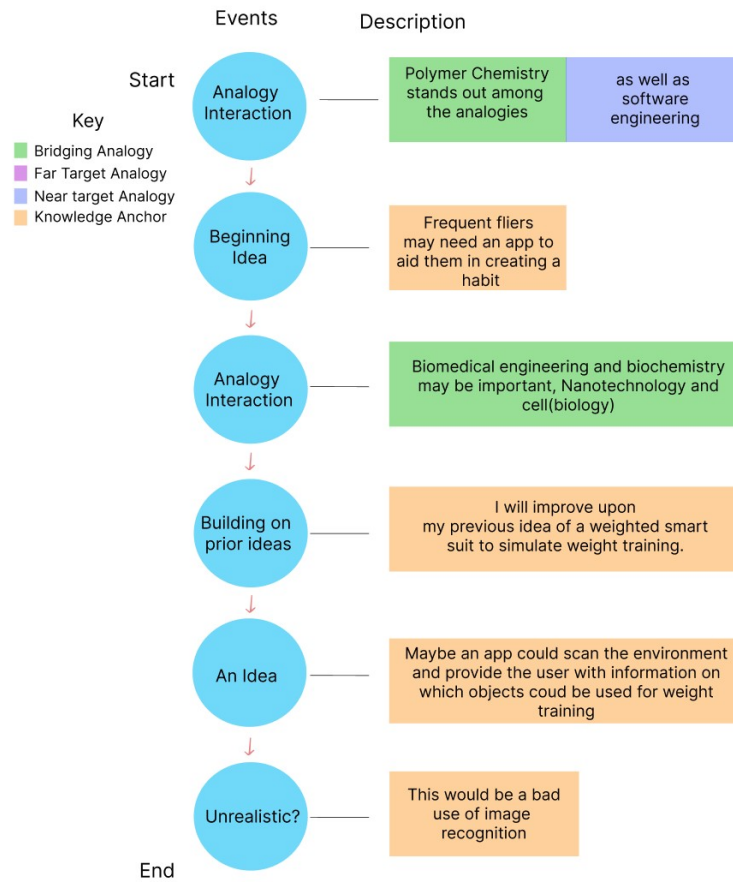 Events
Description
Start
Key
Bridging Analogy
Far Target Analogy
Near target Analogy
Knowledge Anchor
Analogy
Interaction
Polymer Chemistry
stands out among
the analogies
as well as
software
engineering
Beginning
Idea
Frequent fliers
may need an app to
aid them in creating a
habit
Analogy
Interaction
Biomedical engineering and biochemistry
may be important, Nanotechnology and
cell(biology)
Building on
prior ideas
I will improve upon
my previous idea of a weighted smart
suit to simulate weight training.
An Idea
Maybe an app could scan the environment
and provide the user with information on
which objects coud be used for weight
training
Unrealistic?
This would be a bad
use of image
recognition
End